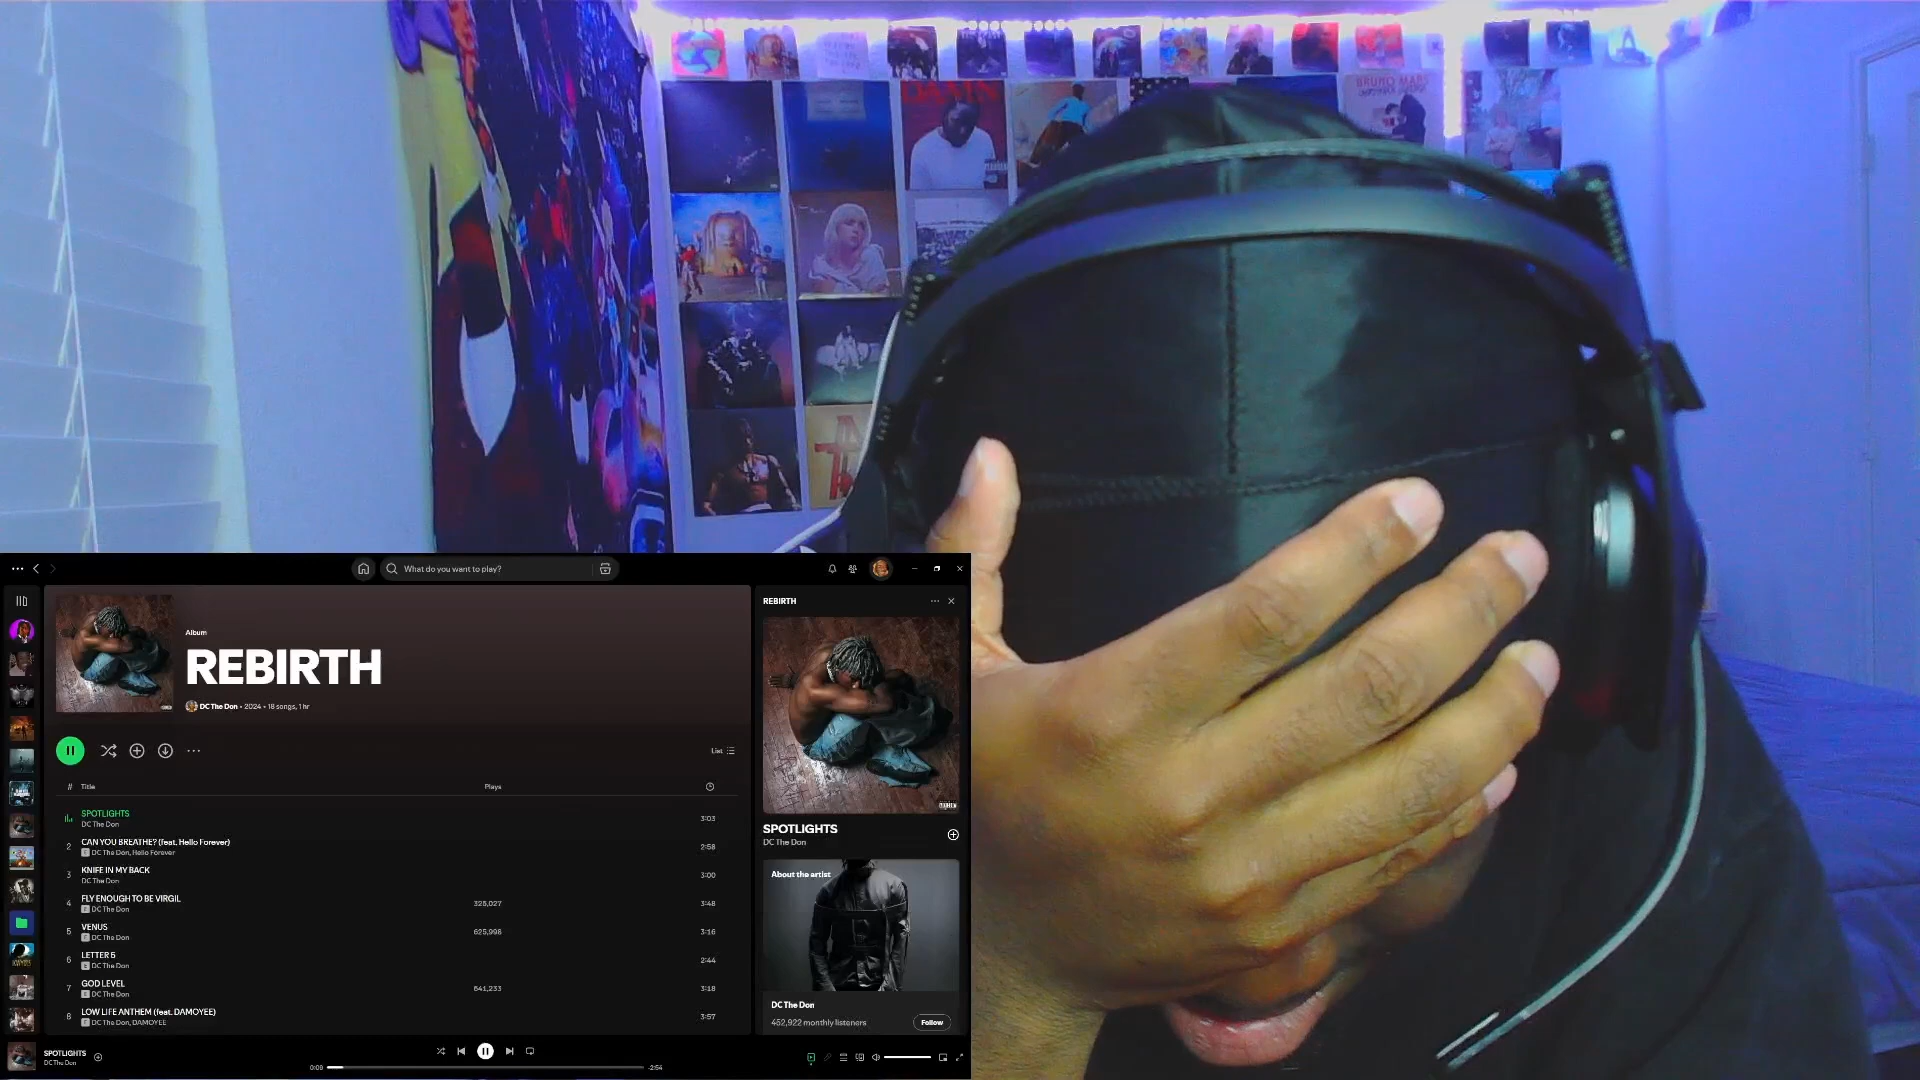 DAMN.
BRUNO MARS
What do you want to play?
Album
REBIRTH
DC The Don • 2024 • 18 songs, 1 hr
List
# Title Plays
SPOTLIGHTS
DC The Don
3:03
2 CAN YOU BREATHE? (feat. Hello Forever)
E DC The Don, Hello Forever
2:58
3 KNIFE IN MY BACK
DC The Don
3:00
4 FLY ENOUGH TO BE VIRGIL
E DC The Don
325,027
3:48
5 VENUS
E DC The Don
625,998
3:16
6 LETTER 6
E DC The Don
2:44
7 GOD LEVEL
E DC The Don
541,233
3:18
8 LOW LIFE ANTHEM (feat. DAMOYEE)
E DC The Don, DAMOYEE
3:57
REBIRTH
SPOTLIGHTS
DC The Don
About the artist
DC The Don
452,922 monthly listeners
Follow
SPOTLIGHTS
DC The Don
0:09
-2:54